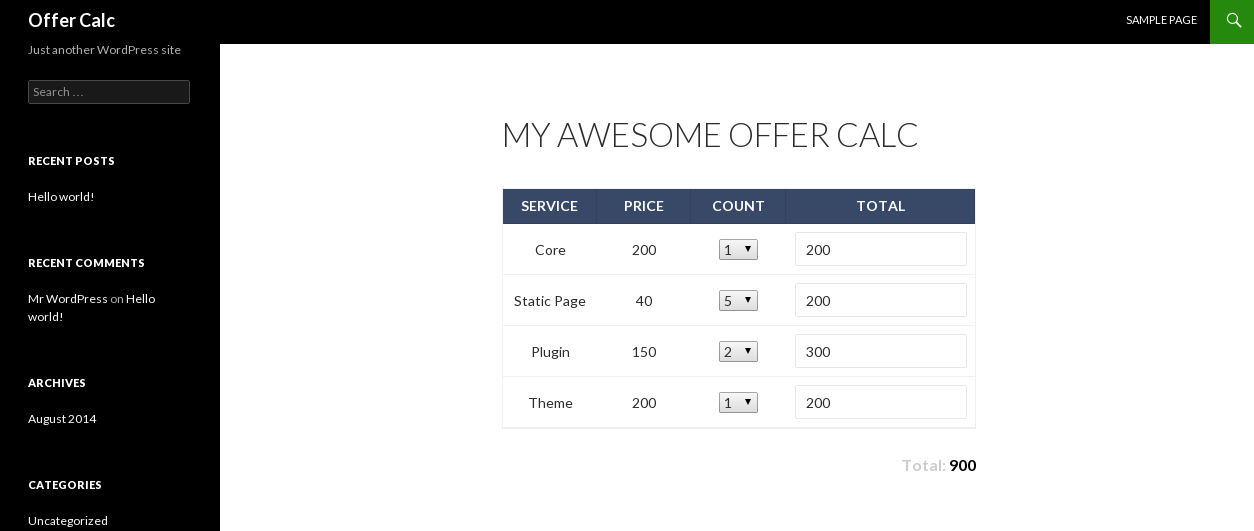 Offer Calc
SAMPLE PAGE
Just another WordPress site
Search ...
RECENT POSTS
Hello world!
RECENT COMMENTS
Mr WordPress on Hello
world!
ARCHIVES
August 2014
CATEGORIES
Uncategorized
MY AWESOME OFFER CALC
SERVICE PRICE COUNT TOTAL
Core 200 1 200
Static Page 40 5 200
Plugin 150 2 300
Theme 200 1 200
Total: 900